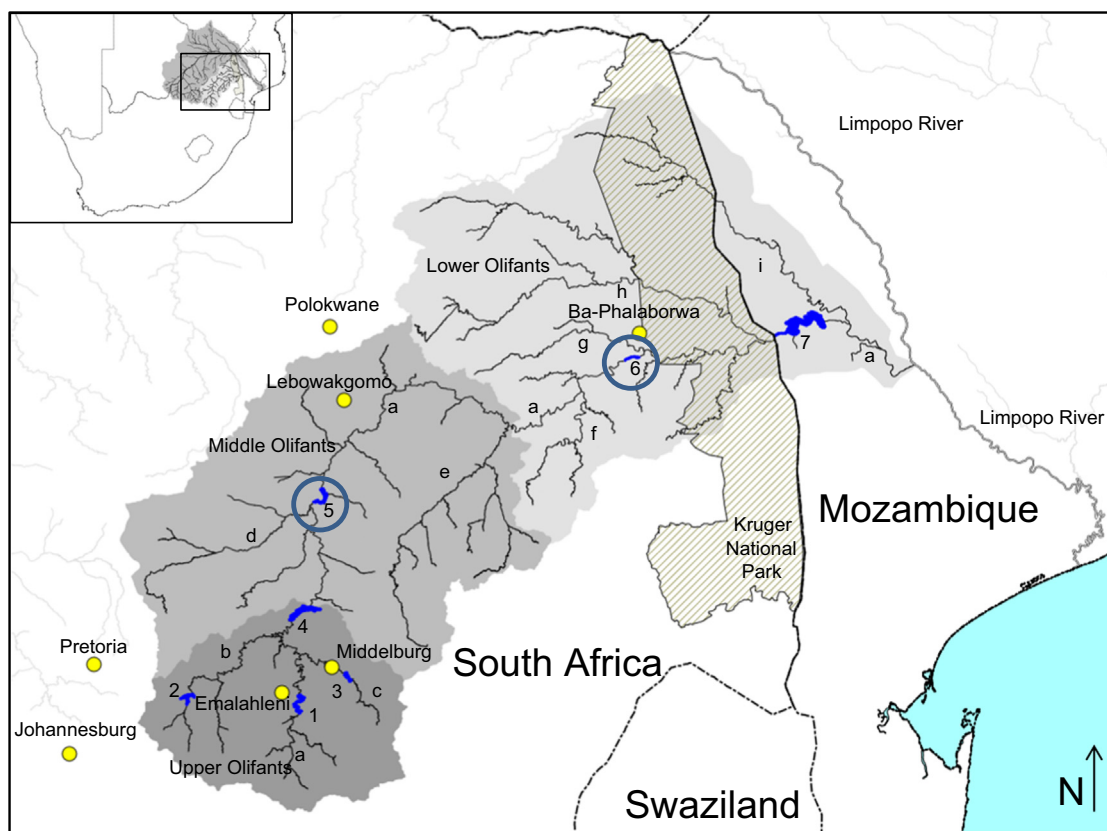 Limpopo River
Lower Olifants
i
h
Polokwane
Ba-Phalaborwa
g
7
a
6
Lebowakgomo
a
a
f
Limpopo River
Middle Olifants
e
5
Mozambique
d
Kruger
National
Park
4
b
Middelburg
South Africa
Pretoria
2
3
c
Emalahleni
1
Johannesburg
a
Upper Olifants
N
Swaziland